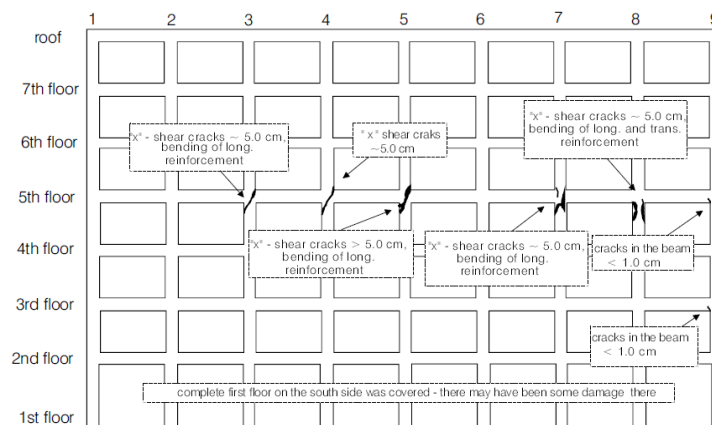 1 2 3 4 5 6 7 8 9
roof
7th floor
6th floor
"x" - shear cracks ~ 5.0 cm,
bending of long.
reinforcement
" x " shear craks
~5.0 cm
"x" - shear cracks ~ 5.0 cm,
bending of long. and trans.
reinforcement
5th floor
"x" - shear cracks > 5.0 cm,
bending of long.
reinforcement
"x" - shear cracks ~ 5.0 cm,
bending of long.
reinforcement
cracks in the beam
< 1.0 cm
4th floor
3rd floor
cracks in the beam
< 1.0 cm
2nd floor
complete first floor on the south side was covered - there may have been some damage there
1st floor